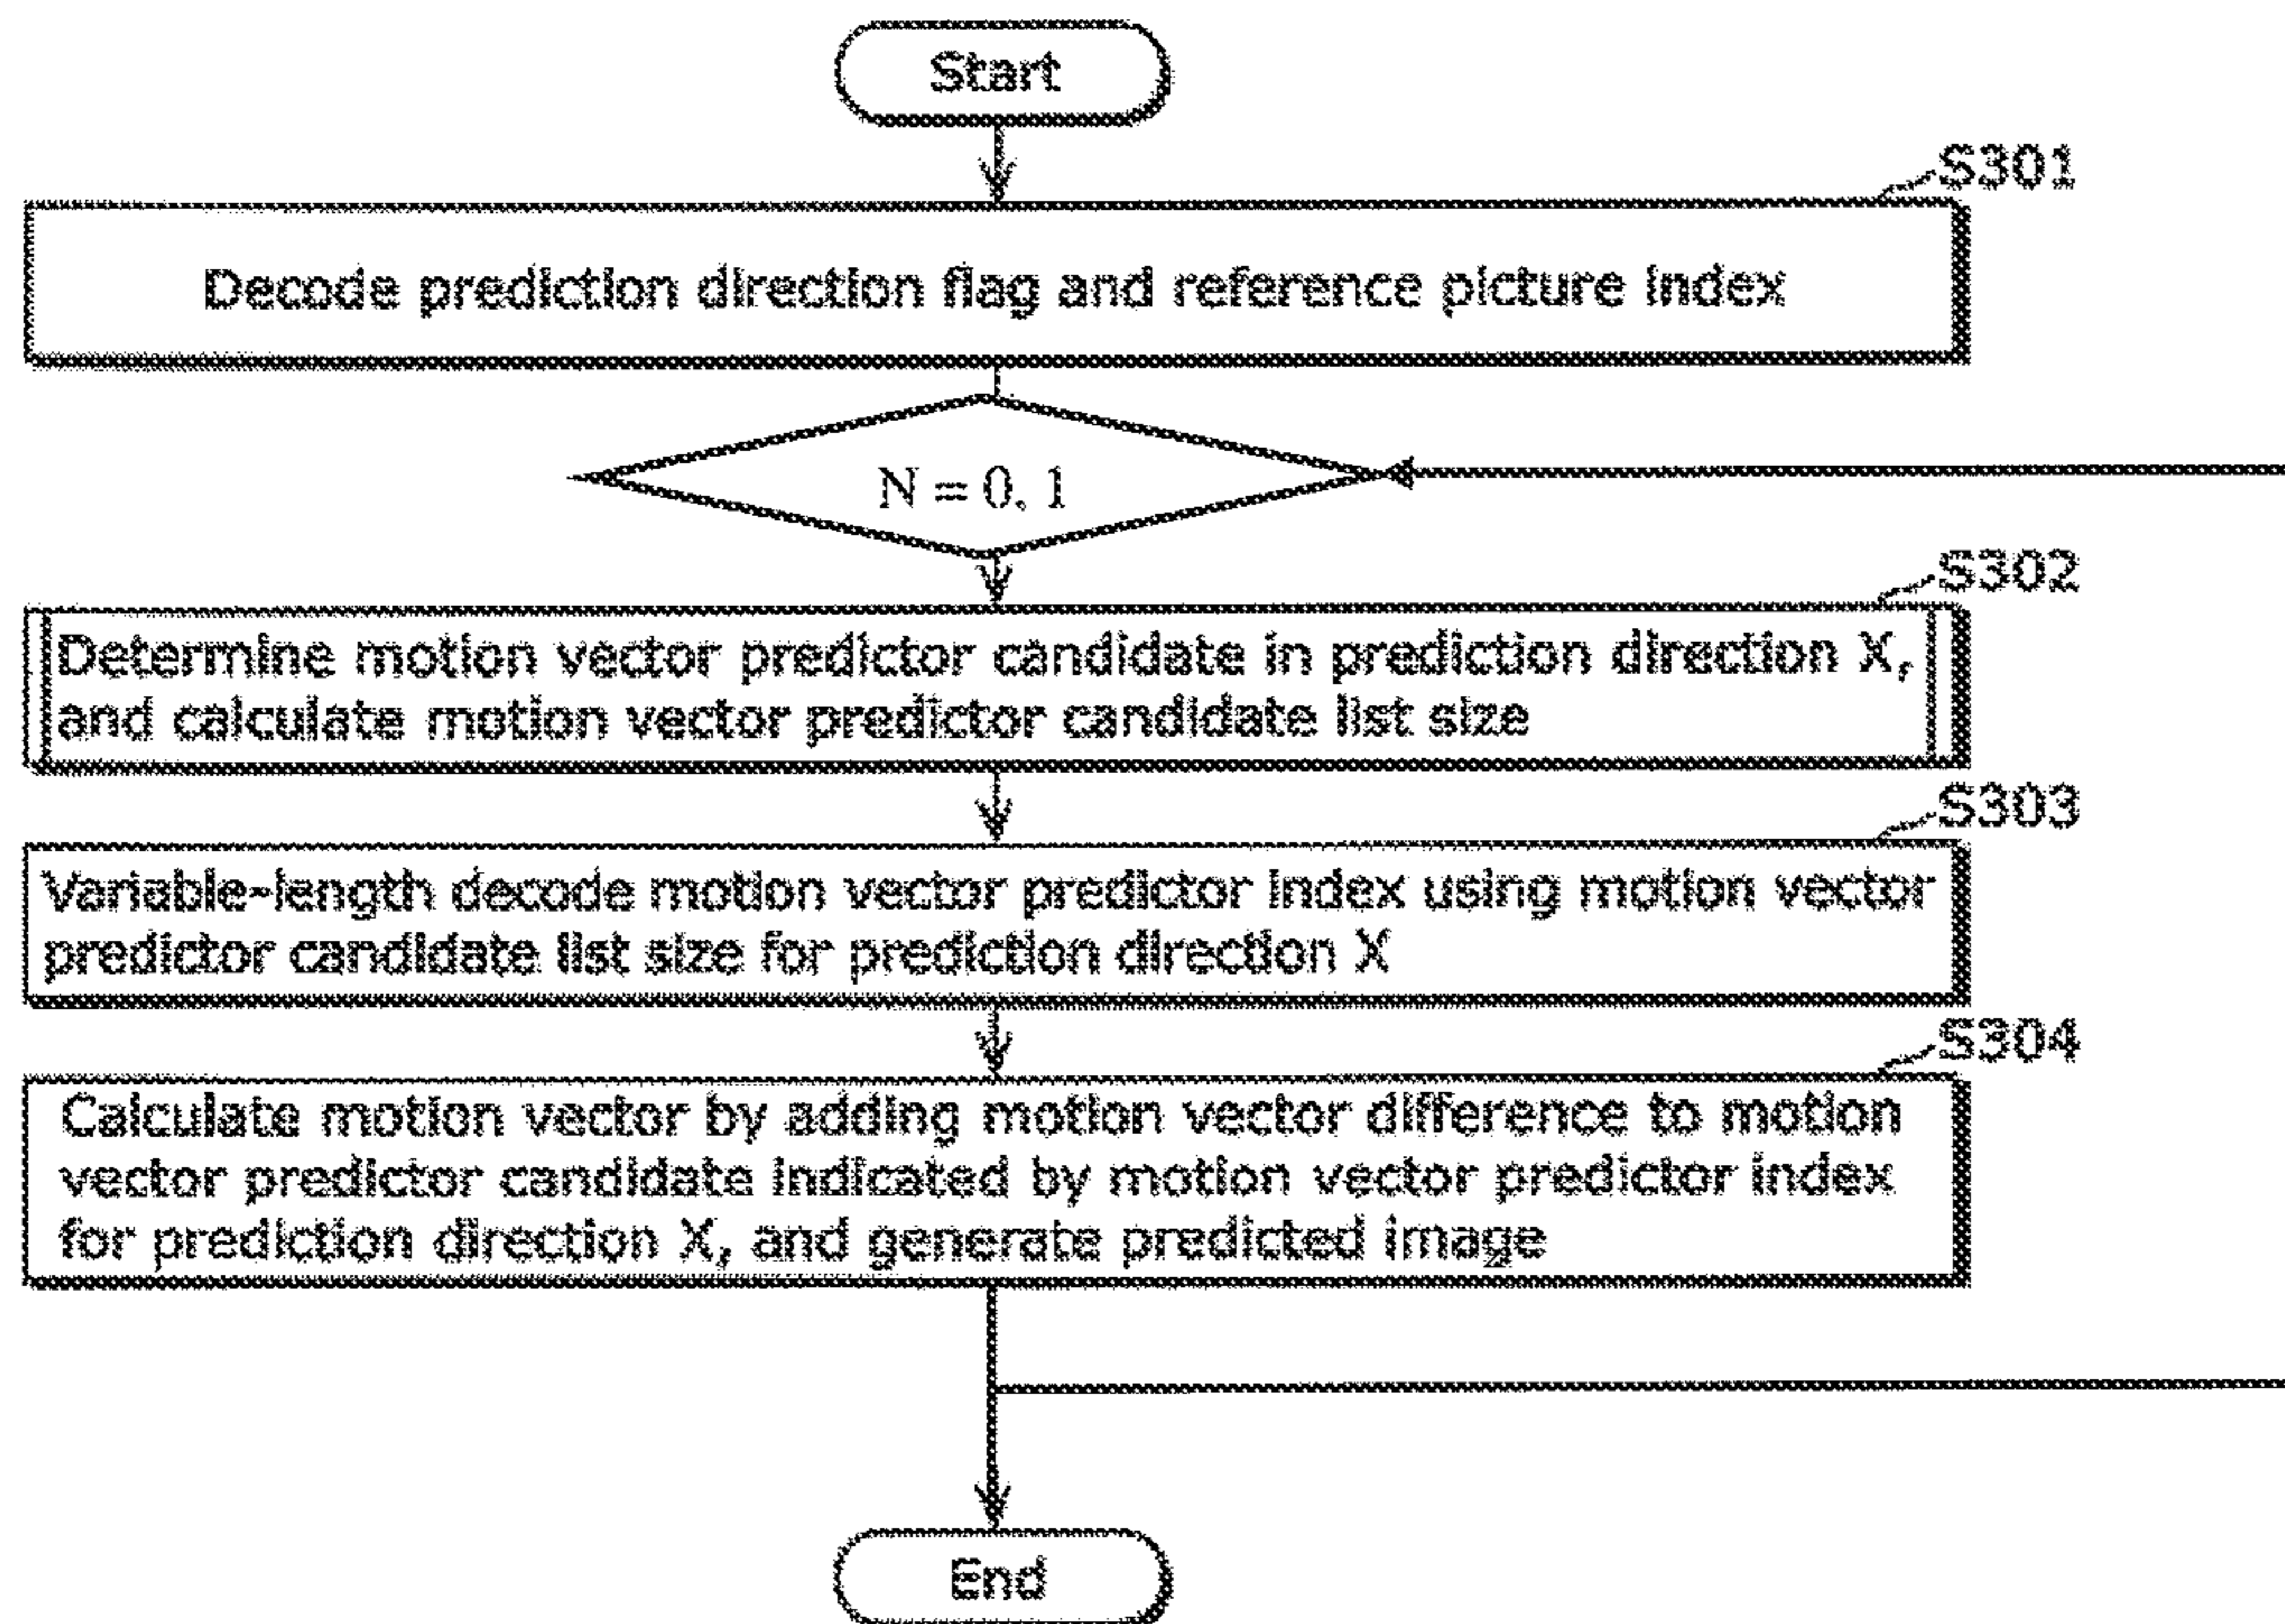 Start
S301
Decode prediction direction flag and reference picture index
N = 0, 1
S302
Determine motion vector predictor candidate in prediction direction X,
and calculate motion vector predictor candidate list size
S303
Variable-length decode motion vector predictor index using motion vector
predictor candidate list size for prediction direction X
S304
Calculate motion vector by adding motion vector difference to motion
vector predictor candidate indicated by motion vector predictor index
for prediction direction X, and generate predicted image
End